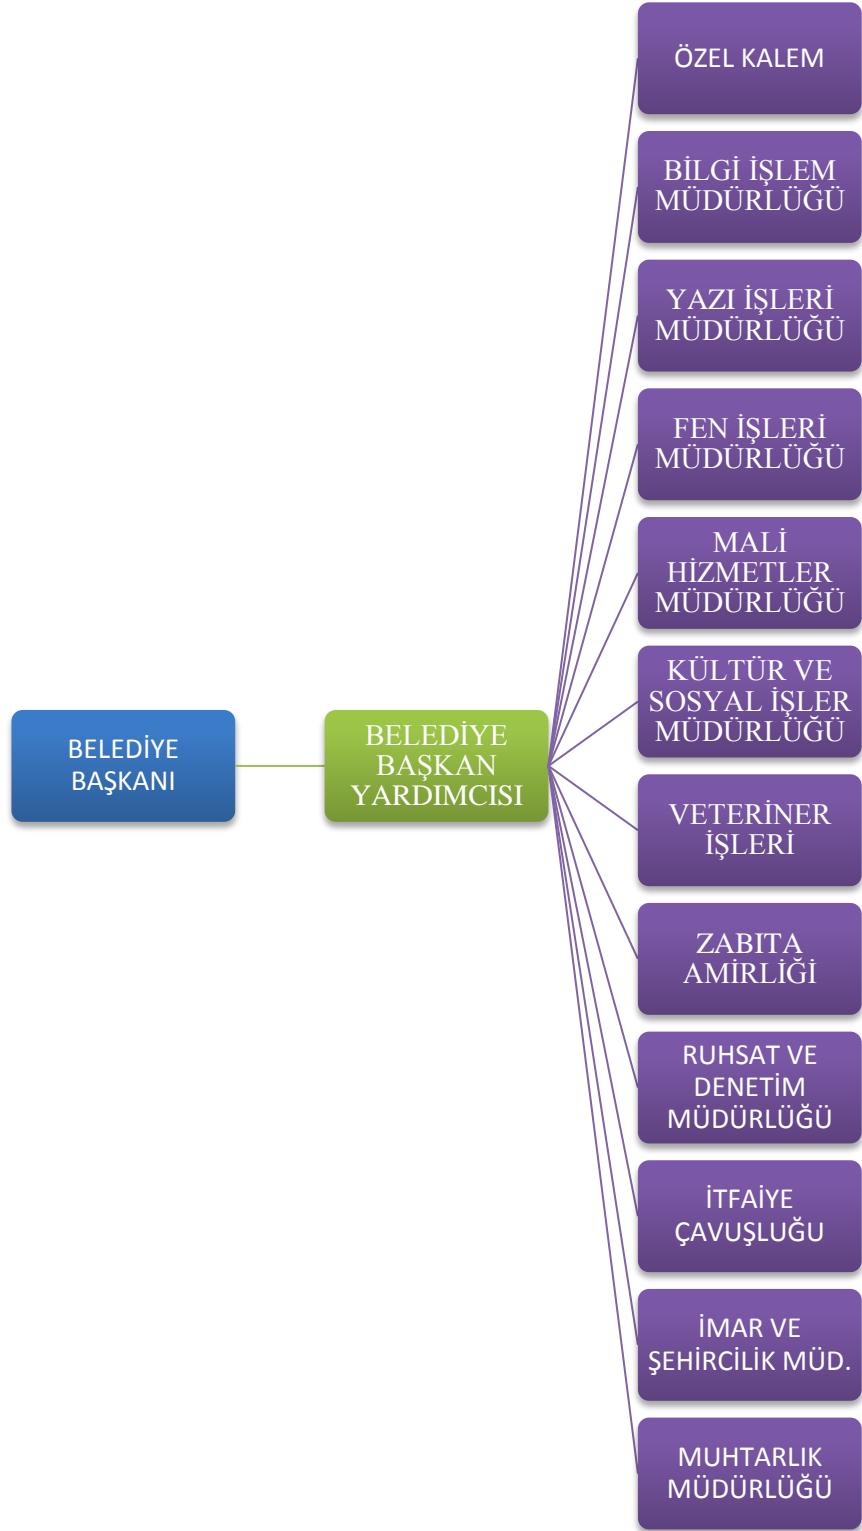 BELEDİYE
BAŞKANI
BELEDİYE
BAŞKAN
YARDIMCISI
ÖZEL KALEM
BİLGİ İŞLEM
MÜDÜRLÜĞÜ
YAZI İŞLERİ
MÜDÜRLÜĞÜ
FEN İŞLERİ
MÜDÜRLÜĞÜ
MALİ
HİZMETLER
MÜDÜRLÜĞÜ
KÜLTÜR VE
SOSYAL İŞLER
MÜDÜRLÜĞÜ
VETERİNER
İŞLERİ
ZABITA
AMİRLİĞİ
RUHSAT VE
DENETİM
MÜDÜRLÜĞÜ
İTFAİYE
ÇAVUŞLUĞU
İMAR VE
ŞEHİRCİLİK MÜD.
MUHTARLIK
MÜDÜRLÜĞÜ